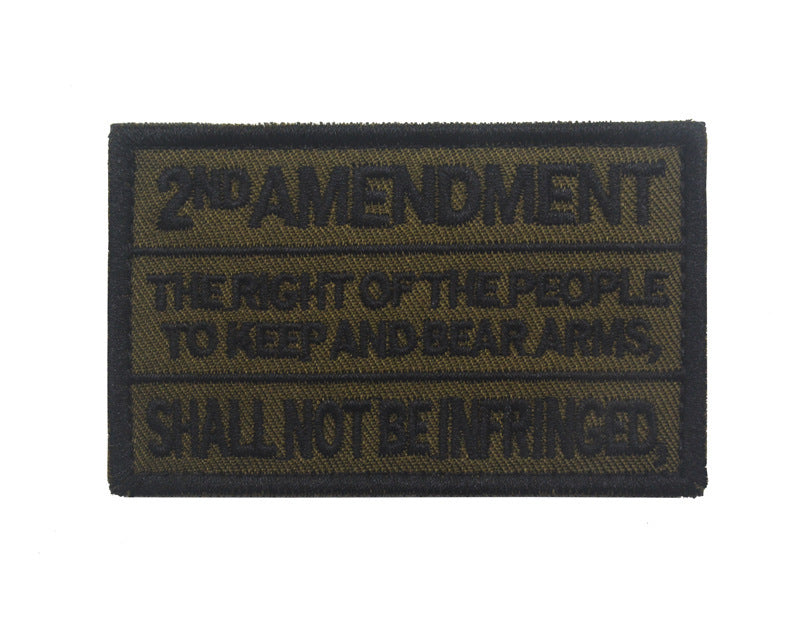 2ND AMENDMENT
THE RIGHT OF THE PEOPLE
TO KEEP AND BEAR ARMS,
SHALL NOT BE INFRINGED,